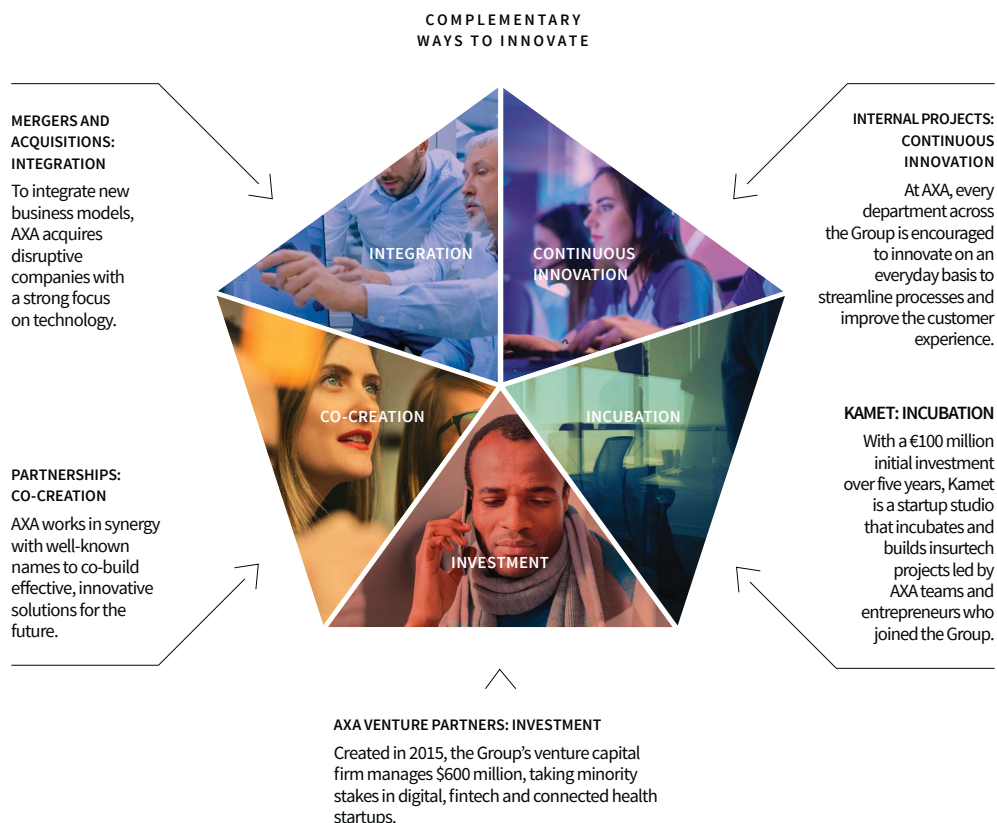 COMPLEMENTARY
WAYS TO INNOVATE
MERGERS AND
ACQUISITIONS:
INTEGRATION
To integrate new
business models,
AXA acquires
disruptive
companies with
a strong focus
on technology.
INTERNAL PROJECTS:
CONTINUOUS
INNOVATION
At AXA, every
department across
the Group is encouraged
to innovate on an
everyday basis to
streamline processes and
improve the customer
experience.
INTEGRATION
CONTINUOUS
INNOVATION
CO-CREATION
INCUBATION
INVESTMENT
PARTNERSHIPS:
CO-CREATION
AXA works in synergy
with well-known
names to co-build
effective, innovative
solutions for the
future.
KAMET: INCUBATION
With a €100 million
initial investment
over five years, Kamet
is a startup studio
that incubates and
builds insurtech
projects led by
AXA teams and
entrepreneurs who
joined the Group.
AXA VENTURE PARTNERS: INVESTMENT
Created in 2015, the Group’s venture capital
firm manages $600 million, taking minority
stakes in digital, fintech and connected health
startups.